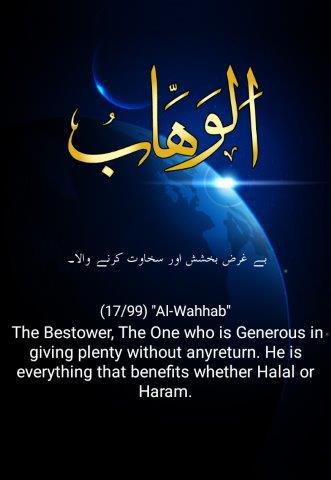 الوَهَّابُ
بے غرض بخشش اور سخاوت کرنے والا۔
(17/99) "Al-Wahhab"
The Bestower, The One who is Generous in
giving plenty without anyreturn. He is
everything that benefits whether Halal or
Haram.